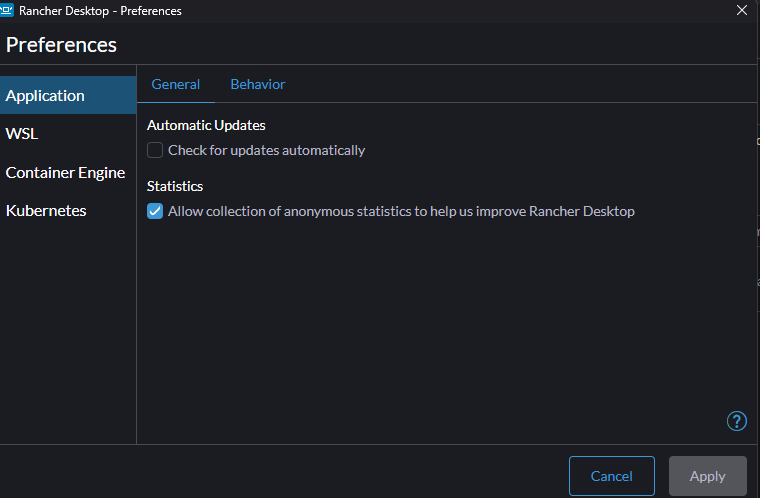 Rancher Desktop - Preferences
Preferences
Application
WSL
Container Engine
Kubernetes
General Behavior
Automatic Updates
Check for updates automatically
Statistics
Allow collection of anonymous statistics to help us improve Rancher Desktop
?
Cancel Apply